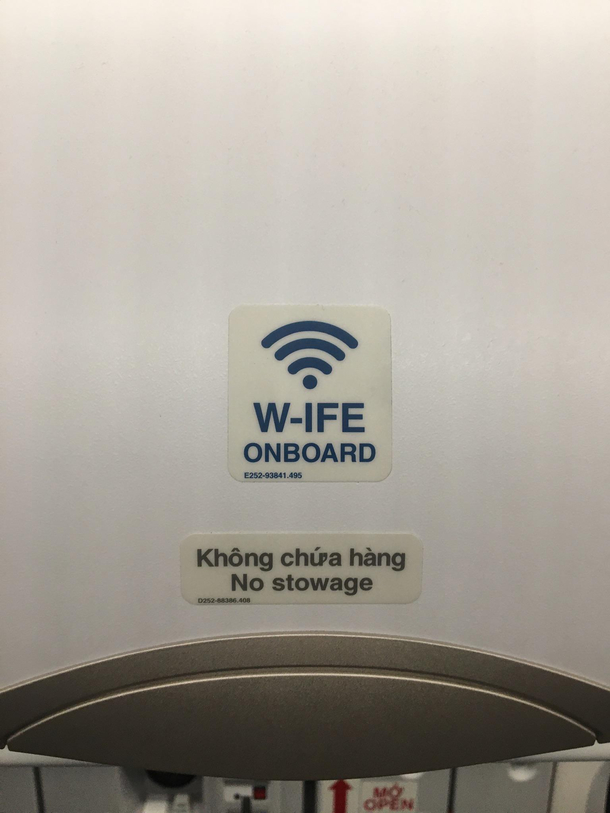 W-IFE
ONBOARD
E252-93841.495
Không chứa hàng
No stowage
D252-88386.408
MỞ
OPEN